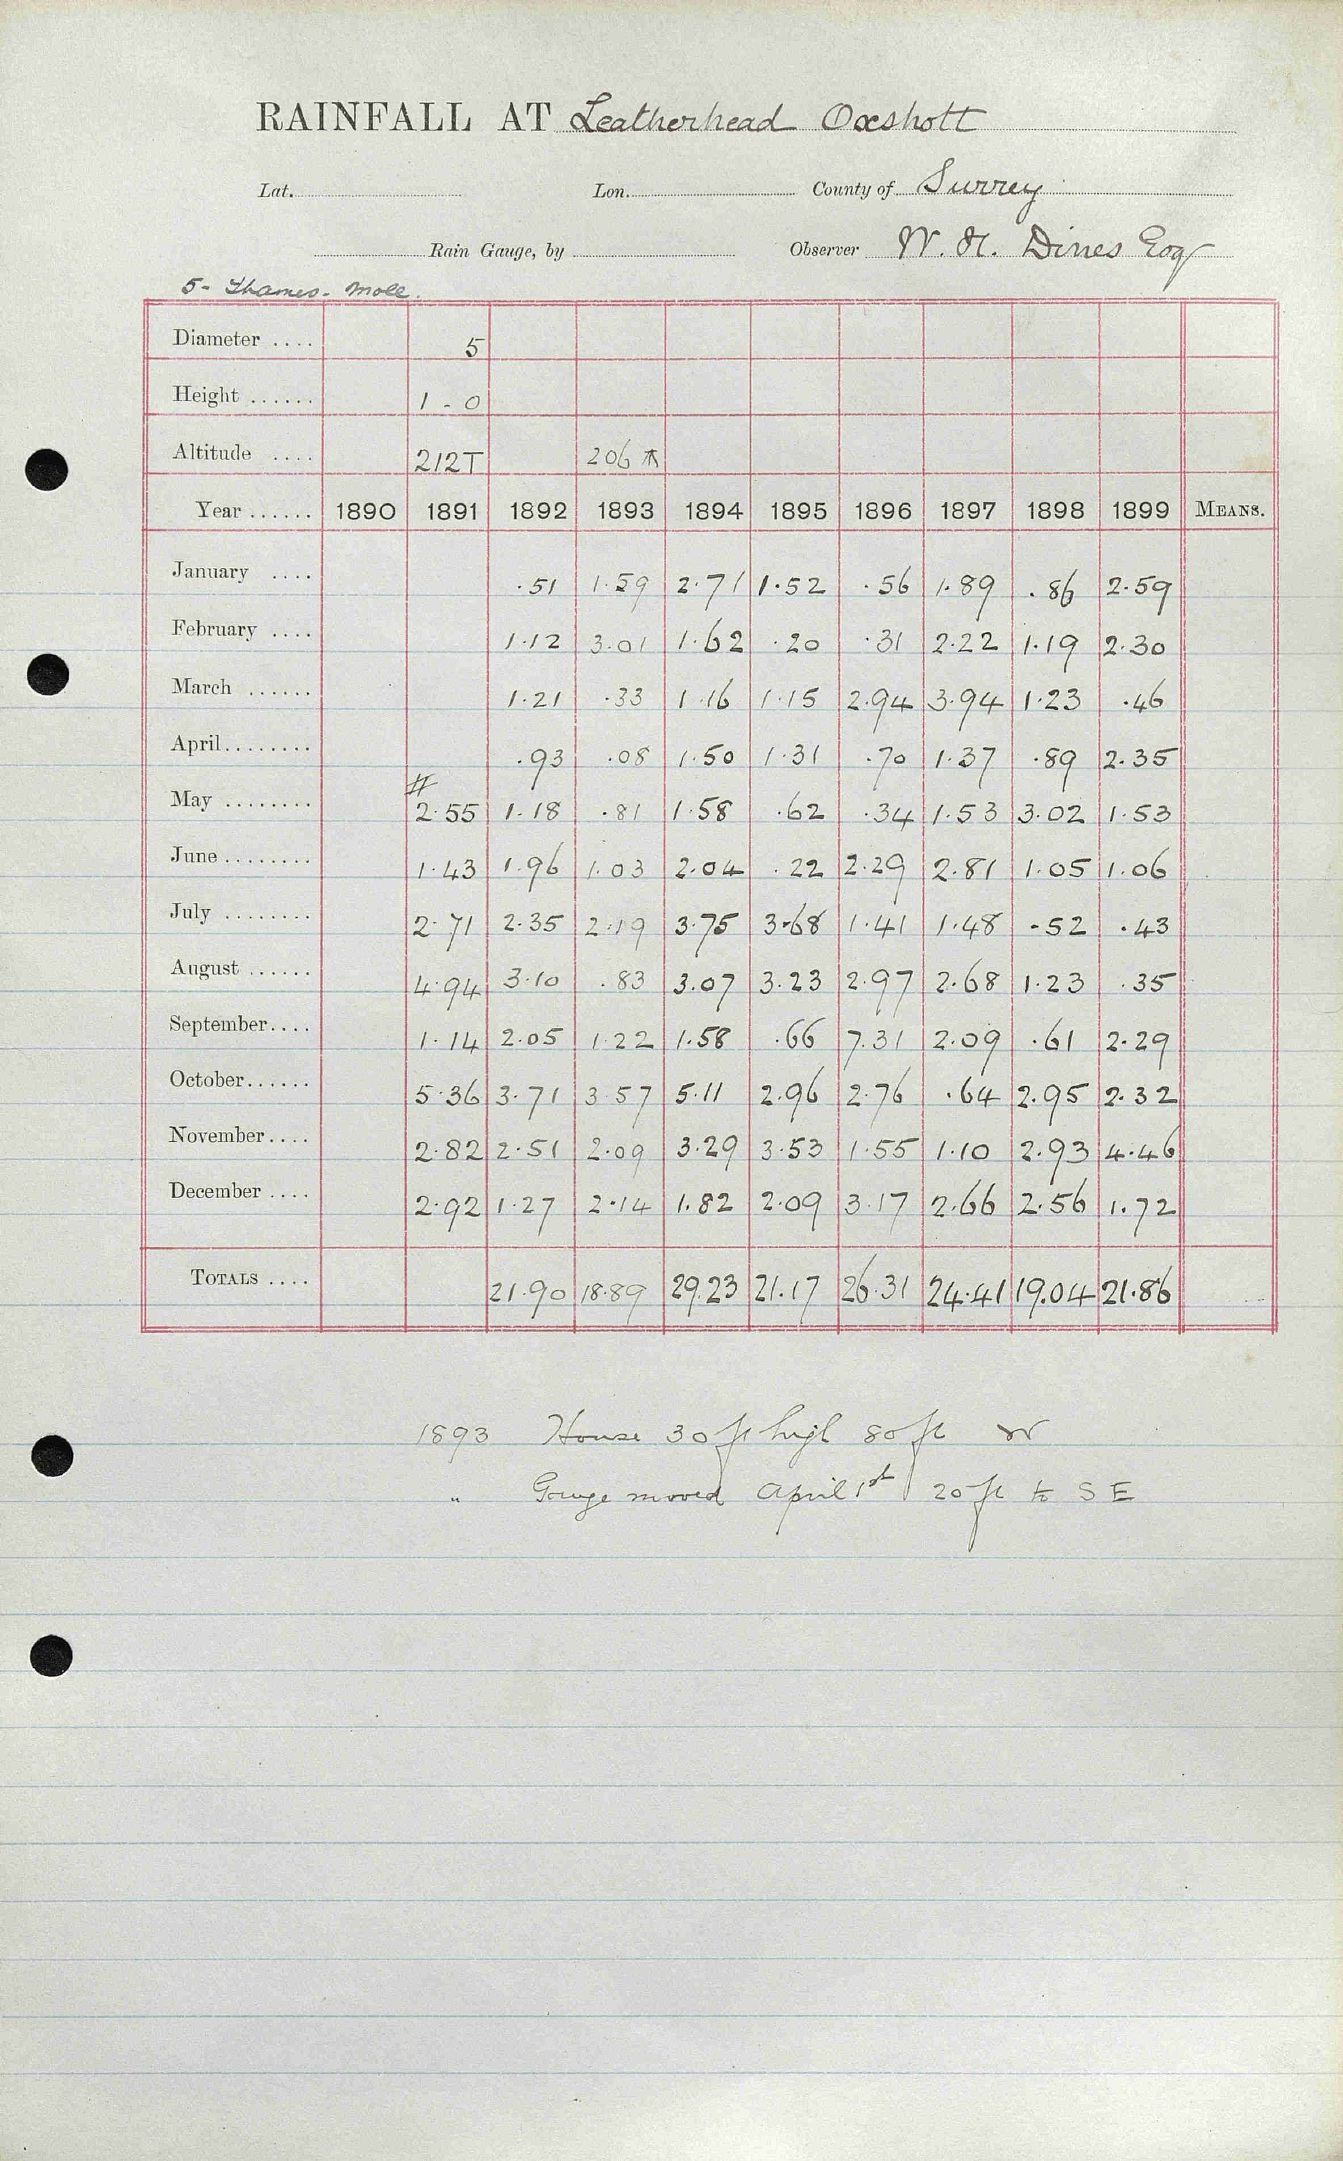 RAINFALL AT Leatherhead Oxshott
Lat. Lon. County of Surrey
Rain Gauge, by Observer W. H. Dines Esq
5- Thames - Mole.
Diameter .... 5
Height ...... 1 - 0
Altitude .... 212T 206
Year ...... 1890 1891 1892 1893 1894 1895 1896 1897 1898 1899 MEANS.
January .... .51 1.59 2.71 1.52 .56 1.89 .86 2.59
February .... 1.12 3.01 1.62 .20 .31 2.22 1.19 2.30
March ...... 1.21 .33 1.16 1.15 2.94 3.94 1.23 .46
April........ .93 .08 1.50 1.31 .70 1.37 .89 2.35
#
May ........ 2.55 1.18 .81 1.58 .62 .34 1.53 3.02 1.53
June ........ 1.43 1.96 1.03 2.04 .22 2.29 2.81 1.05 1.06
July ........ 2.71 2.35 2.19 3.75 3.68 1.41 1.48 .52 .43
August ...... 4.94 3.10 .83 3.07 3.23 2.97 2.68 1.23 .35
September.... 1.14 2.05 1.22 1.58 .66 7.31 2.09 .61 2.29
October...... 5.36 3.71 3.57 5.11 2.96 2.76 .64 2.95 2.32
November.... 2.82 2.51 2.09 3.29 3.53 1.55 1.10 2.93 4.46
December .... 2.92 1.27 2.14 1.82 2.09 3.17 2.66 2.56 1.72
TOTALS .... 21.90 18.89 29.23 21.17 26.31 24.41 19.04 21.86
1893 House 30 ft high 80 ft W
" Gauge moved April 1st 20 ft to S E